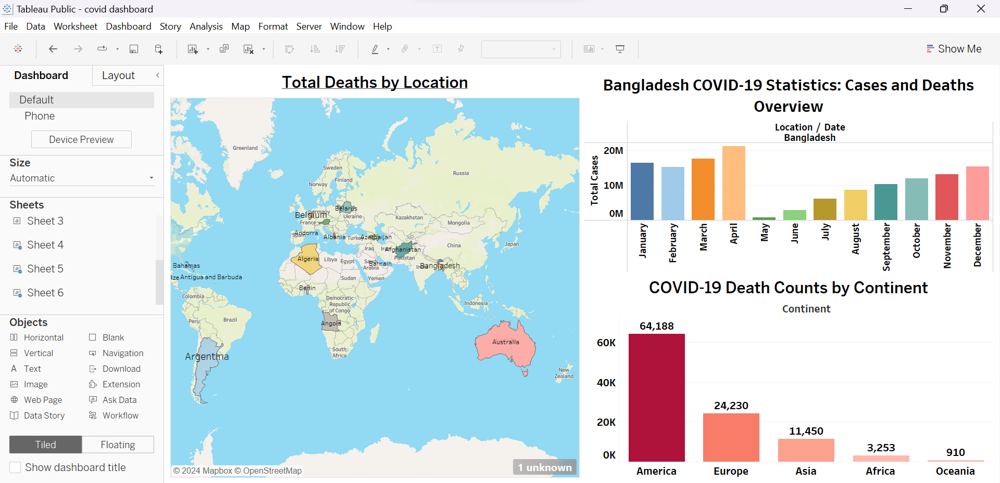 Tableau Public - covid dashboard
File Data Worksheet Dashboard Story Analysis Map Format Server Window Help
Show Me
Dashboard
Layout
Default
Phone
Device Preview
Size
Automatic
Sheets
Sheet 3
Sheet 4
Sheet 5
Sheet 6
Objects
Horizontal
Blank
Vertical
Navigation
Text
Download
Image
Extension
Web Page
Ask Data
Data Story
Workflow
Tiled
Floating
Show dashboard title
Total Deaths by Location
Greenland
Sweden
Finland
Norway
Russia
Belarus
Germany
Belgium
Ukraine
France
Kazakhstan
Mongolia
Andorra
Spain
Albania
Turkey
Azerbaijan
Iraq
Iran
Afghanistan
China
Japan
Algeria
Libya
Egypt
Saudi
Arabia
Bahrain
Pakistan
India
Bangladesh
Bahamas
ize
Antigua and Barbuda
Sudan
Yemen
Benin
Colombia
Democratic
Republic
of Congo
Indonesia
Peru
Brazil
Angola
Australia
South
Africa
Argentina
New
Zealand
© 2024 Mapbox © OpenStreetMap
1 unknown
Bangladesh COVID-19 Statistics: Cases and Deaths
Overview
Location / Date
Bangladesh
Total Cases
20M
10M
0M
January
February
March
April
May
June
July
August
September
October
November
December
COVID-19 Death Counts by Continent
Continent
60K
40K
20K
0K
64,188
24,230
11,450
3,253
910
America
Europe
Asia
Africa
Oceania